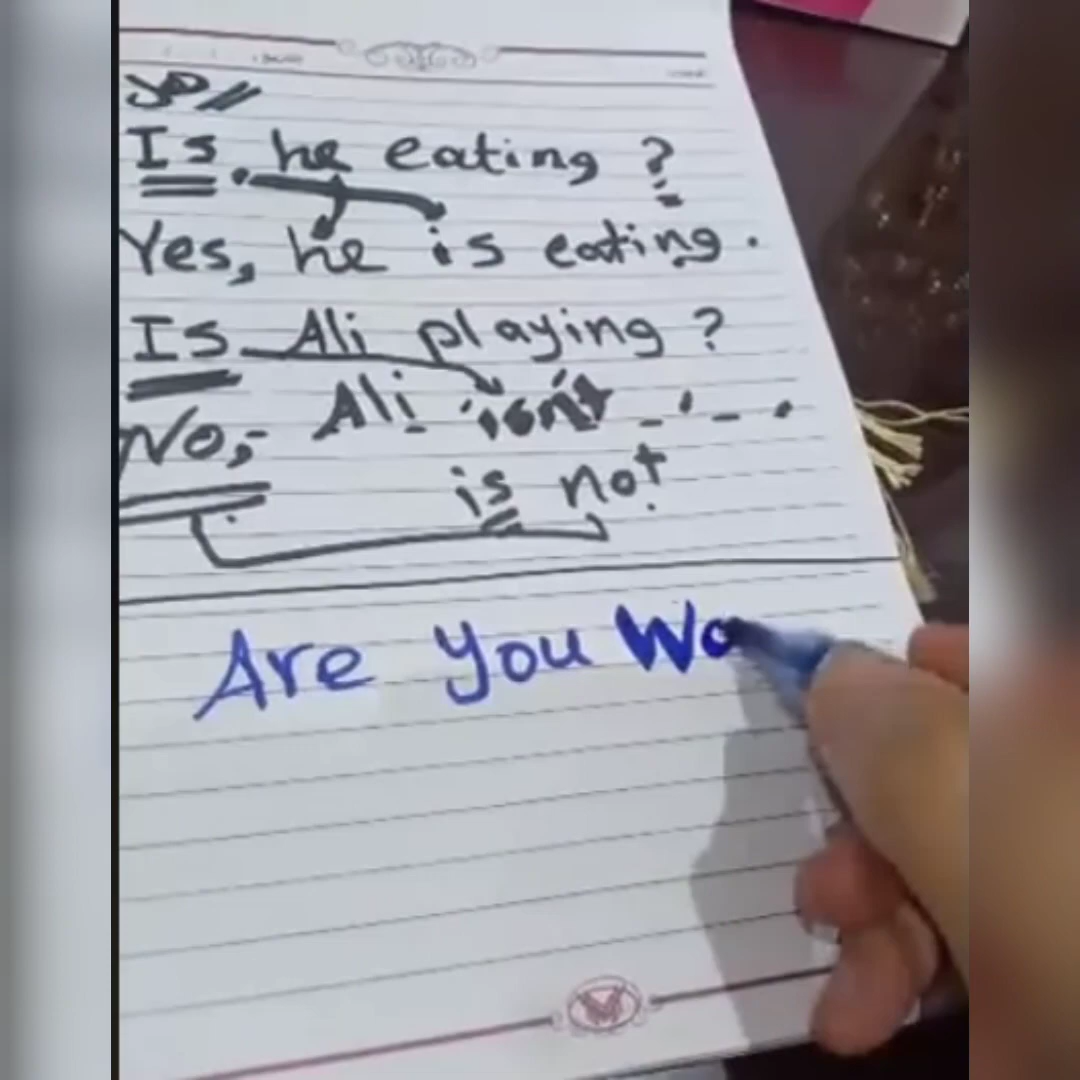 Is he eating ?
Yes, he is eating.
Is Ali playing ?
No, Ali isn't
is not
Are you Wo